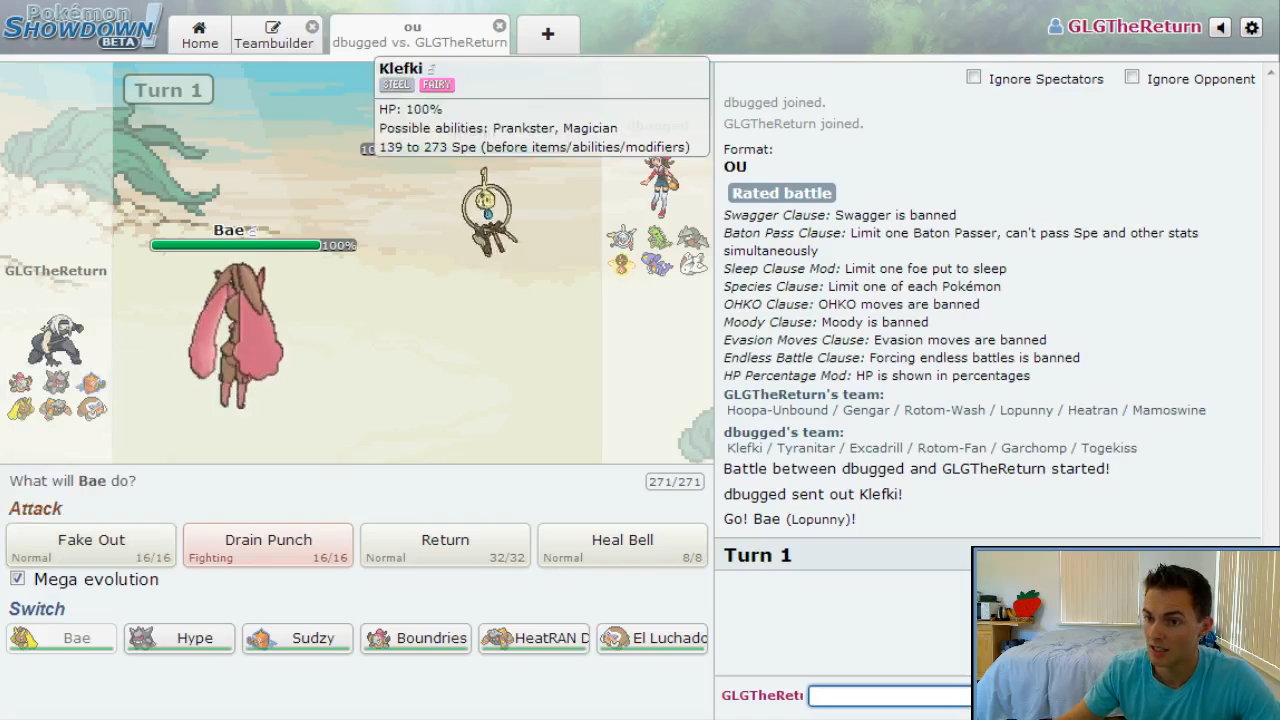 Pokémon
SHOWDOWN!
BETA
Home
Teambuilder
ou
dbugged vs. GLGTheReturn
+
GLGTheReturn
Turn 1
Klefki
STEEL FAIRY
HP: 100%
Possible abilities: Prankster, Magician
139 to 273 Spe (before items/abilities/modifiers)
Bae
100%
GLGTheReturn
Ignore Spectators
Ignore Opponent
dbugged joined.
GLGTheReturn joined.
Format:
OU
Rated battle
Swagger Clause: Swagger is banned
Baton Pass Clause: Limit one Baton Passer, can't pass Spe and other stats
simultaneously
Sleep Clause Mod: Limit one foe put to sleep
Species Clause: Limit one of each Pokémon
OHKO Clause: OHKO moves are banned
Moody Clause: Moody is banned
Evasion Moves Clause: Evasion moves are banned
Endless Battle Clause: Forcing endless battles is banned
HP Percentage Mod: HP is shown in percentages
GLGTheReturn's team:
Hoopa-Unbound / Gengar / Rotom-Wash / Lopunny / Heatran / Mamoswine
dbugged's team:
Klefki / Tyranitar / Excadrill / Rotom-Fan / Garchomp / Togekiss
Battle between dbugged and GLGTheReturn started!
dbugged sent out Klefki!
Go! Bae (Lopunny)!
Turn 1
GLGTheRetu
What will Bae do?
271/271
Attack
Fake Out
Normal 16/16
Drain Punch
Fighting 16/16
Return
Normal 32/32
Heal Bell
Normal 8/8
Mega evolution
Switch
Bae
Hype
Sudzy
Boundries
HeatRAN D
El Luchado